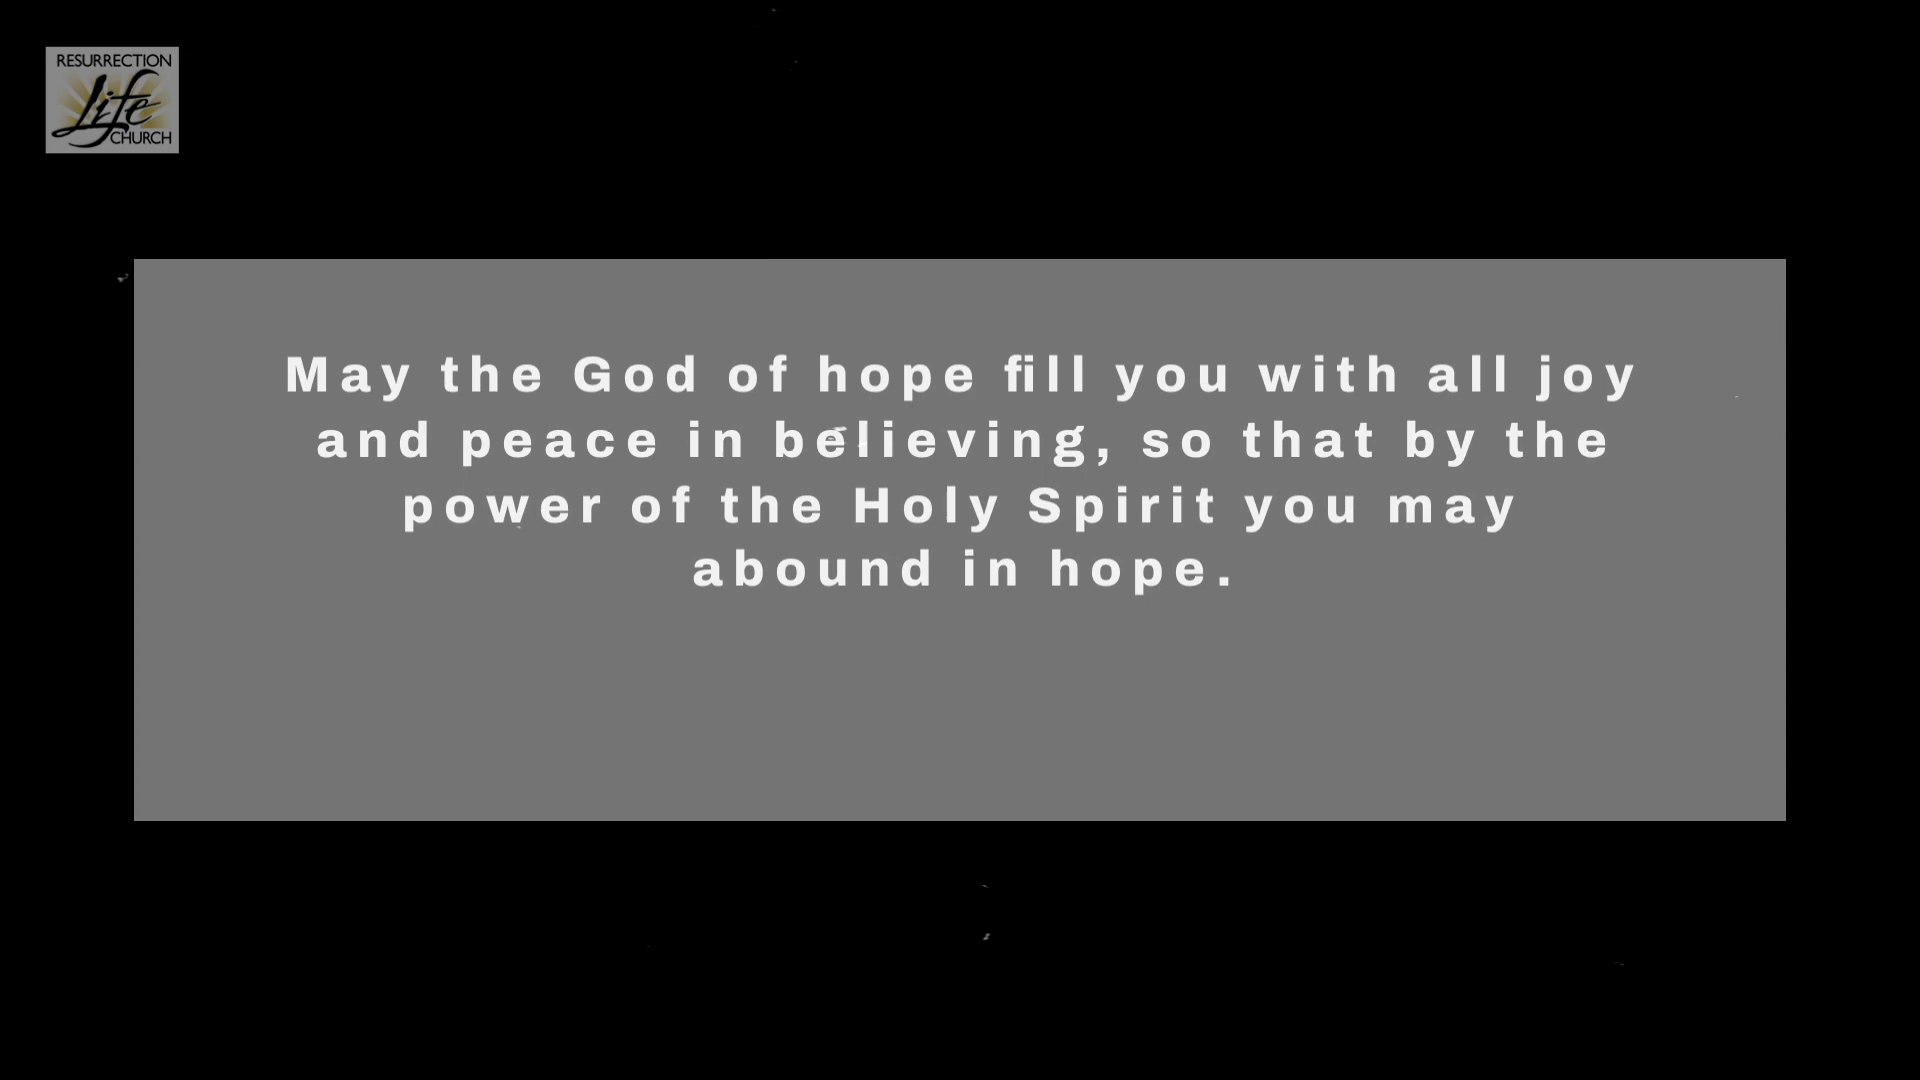 RESURRECTION
Life
CHURCH
May the God of hope fill you with all joy
and peace in believing, so that by the
power of the Holy Spirit you may
abound in hope.